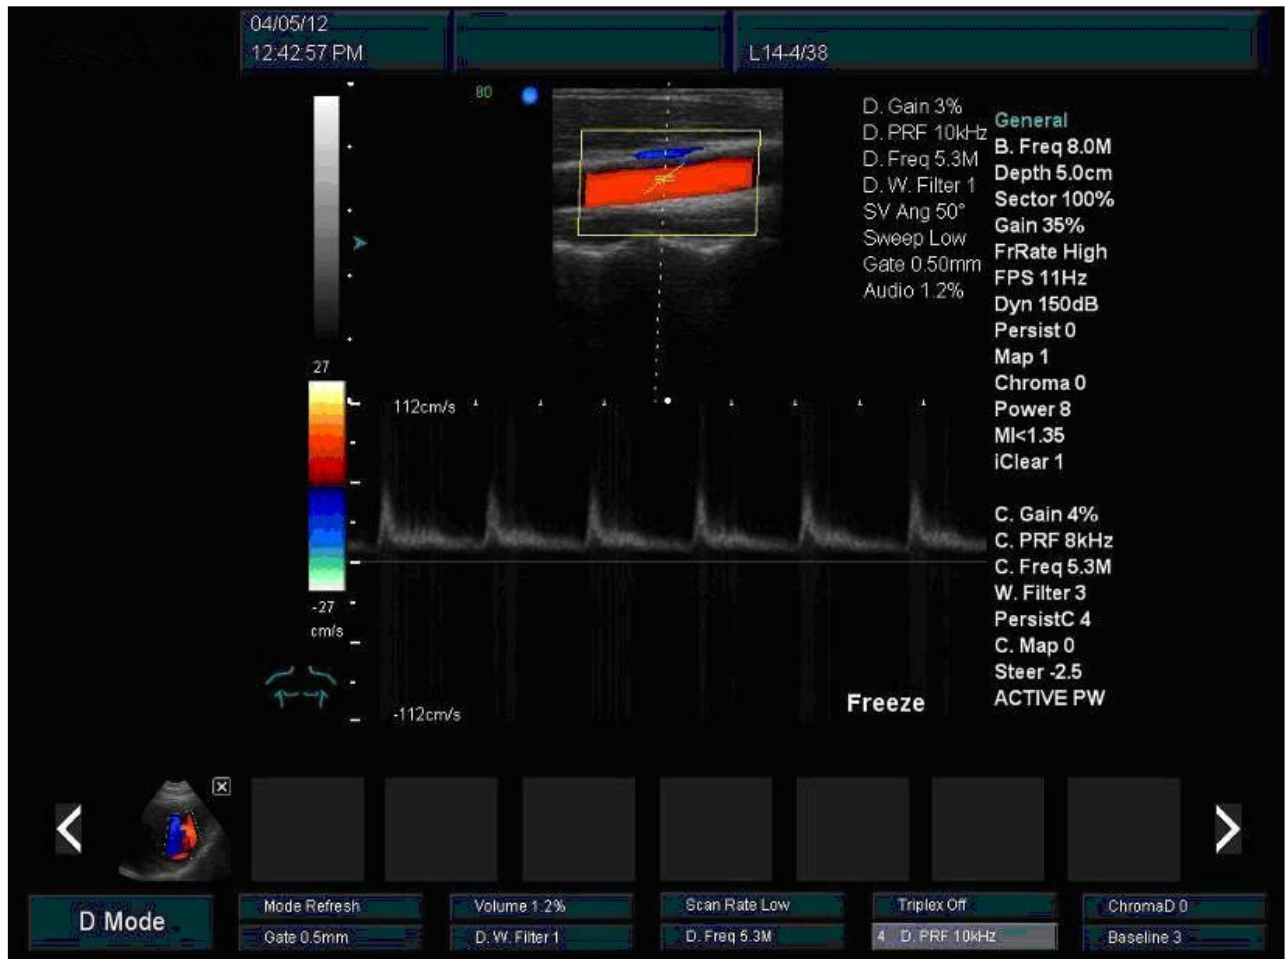 04/05/12
12:42:57 PM
L14-4/38
80
D. Gain 3%
D. PRF 10kHz
D. Freq 5.3M
D. W. Filter 1
SV Ang 50°
Sweep Low
Gate 0.50mm
Audio 1.2%
General
B. Freq 8.0M
Depth 5.0cm
Sector 100%
Gain 35%
FrRate High
FPS 11Hz
Dyn 150dB
Persist 0
Map 1
Chroma 0
Power 8
MI<1.35
iClear 1
C. Gain 4%
C. PRF 8kHz
C. Freq 5.3M
W. Filter 3
PersistC 4
C. Map 0
Steer -2.5
ACTIVE PW
27
-27
cm/s
112cm/s
-112cm/s
Freeze
D Mode
Mode Refresh
Volume 1.2%
Scan Rate Low
Triplex Off
ChromaD 0
Gate 0.5mm
D. W. Filter 1
D. Freq 5.3M
4 D. PRF 10kHz
Baseline 3